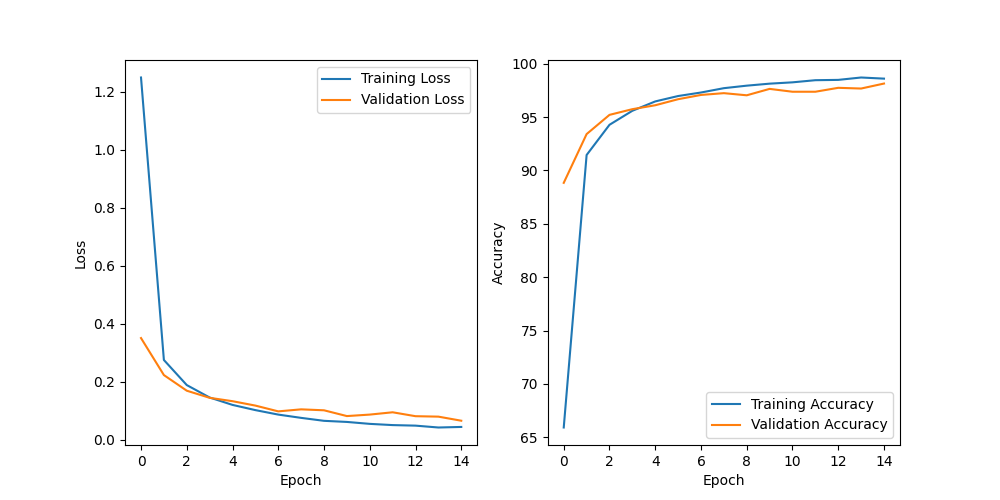 Training Loss
Validation Loss
1.2
1.0
0.8
0.6
0.4
0.2
0.0
Loss
0 2 4 6 8 10 12 14
Epoch
100
95
90
85
80
75
70
65
Accuracy
Training Accuracy
Validation Accuracy
0 2 4 6 8 10 12 14
Epoch